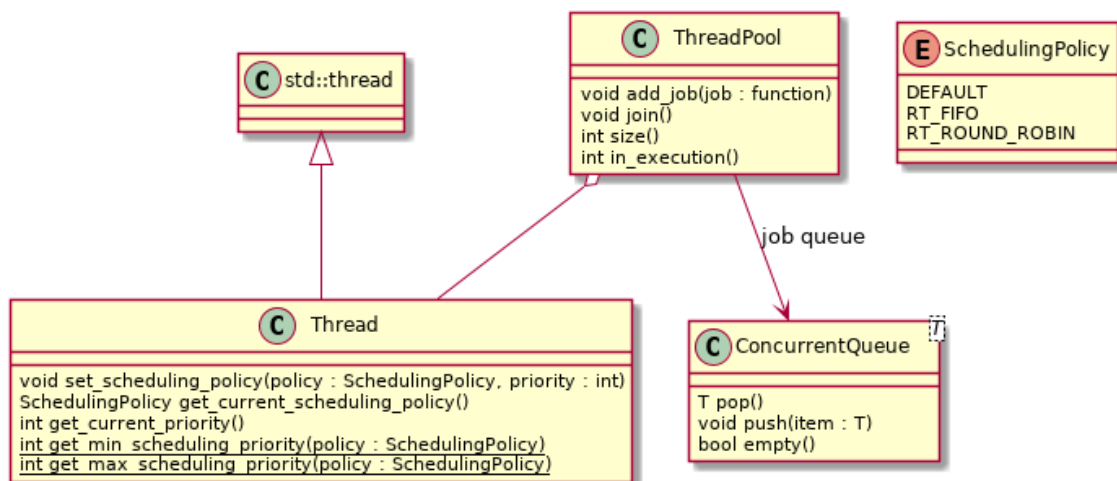 C std::thread
C ThreadPool
void add_job(job : function)
void join()
int size()
int in_execution()
E SchedulingPolicy
DEFAULT
RT_FIFO
RT_ROUND_ROBIN
job queue
C Thread
void set_scheduling_policy(policy : SchedulingPolicy, priority : int)
SchedulingPolicy get_current_scheduling_policy()
int get_current_priority()
int get_min_scheduling_priority(policy : SchedulingPolicy)
int get_max_scheduling_priority(policy : SchedulingPolicy)
C ConcurrentQueue
T
T pop()
void push(item : T)
bool empty()